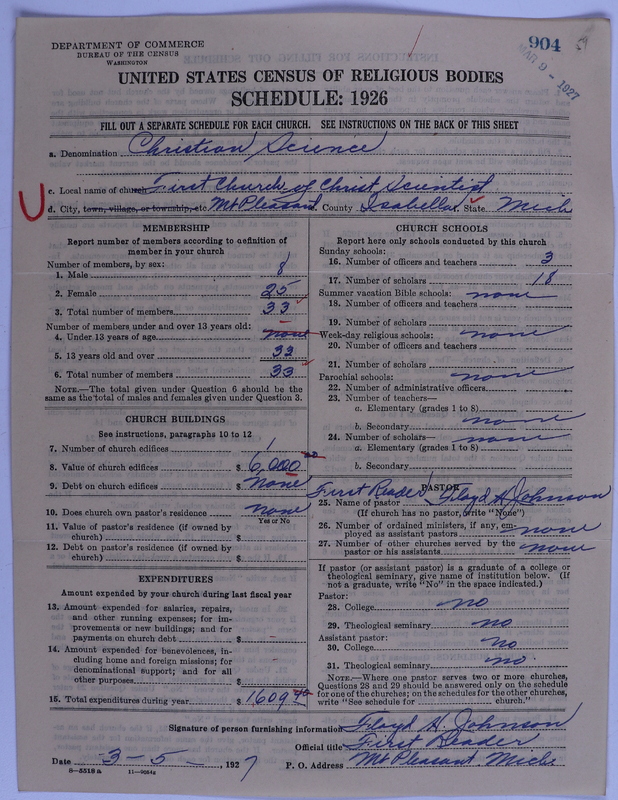 904
MAR 9 - 1927
DEPARTMENT OF COMMERCE
BUREAU OF THE CENSUS
WASHINGTON
UNITED STATES CENSUS OF RELIGIOUS BODIES
SCHEDULE: 1926
FILL OUT A SEPARATE SCHEDULE FOR EACH CHURCH. SEE INSTRUCTIONS ON THE BACK OF THIS SHEET
a. Denomination Christian Science
c. Local name of church First Church of Christ Scientist
U d. City, town, village, or township, etc. Mt Pleasant County Isabella State Mich
MEMBERSHIP
Report number of members according to definition of
member in your church
Number of members, by sex:
1. Male 8
2. Female 25
3. Total number of members 33
Number of members under and over 13 years old:
4. Under 13 years of age none
5. 13 years old and over 33
6. Total number of members 33
NOTE.—The total given under Question 6 should be the
same as the total of males and females given under Question 3.
CHURCH BUILDINGS
See instructions, paragraphs 10 to 12
7. Number of church edifices 1
8. Value of church edifices $ 6,000 00
9. Debt on church edifices $ None
10. Does church own pastor's residence none
Yes or No
11. Value of pastor's residence (if owned by
church) $
12. Debt on pastor's residence (if owned by
church) $
EXPENDITURES
Amount expended by your church during last fiscal year
13. Amount expended for salaries, repairs,
and other running expenses; for im-
provements or new buildings; and for
payments on church debt $
14. Amount expended for benevolences, in-
cluding home and foreign missions; for
denominational support; and for all
other purposes $
15. Total expenditures during year $ 1609
CHURCH SCHOOLS
Report here only schools conducted by this church
Sunday schools:
16. Number of officers and teachers 3
17. Number of scholars 18
Summer vacation Bible schools: none
18. Number of officers and teachers
19. Number of scholars
Week-day religious schools: none
20. Number of officers and teachers
21. Number of scholars
Parochial schools: none
22. Number of administrative officers
23. Number of teachers—
a. Elementary (grades 1 to 8)
b. Secondary none
24. Number of scholars— none
a. Elementary (grades 1 to 8)
b. Secondary
PASTOR
First Reader
25. Name of pastor Floyd H Johnson
(If church has no pastor, write "None")
26. Number of ordained ministers, if any, em-
ployed as assistant pastors none
27. Number of other churches served by the
pastor or his assistants none
If pastor (or assistant pastor) is a graduate of a college or
theological seminary, give name of institution below. (If
not a graduate, write "No" in the space indicated.)
Pastor:
28. College no
29. Theological seminary no
Assistant pastor:
30. College no
31. Theological seminary no.
NOTE.—Where one pastor serves two or more churches,
Questions 28 and 29 should be answered only on the schedule
for one of the churches; on the schedules for the other churches,
write "See schedule for church."
Signature of person furnishing information Floyd H. Johnson
Official title First Reader
Date 3-5-, 1927 P. O. Address Mt Pleasant Mich
8—5518 a 11—9064a